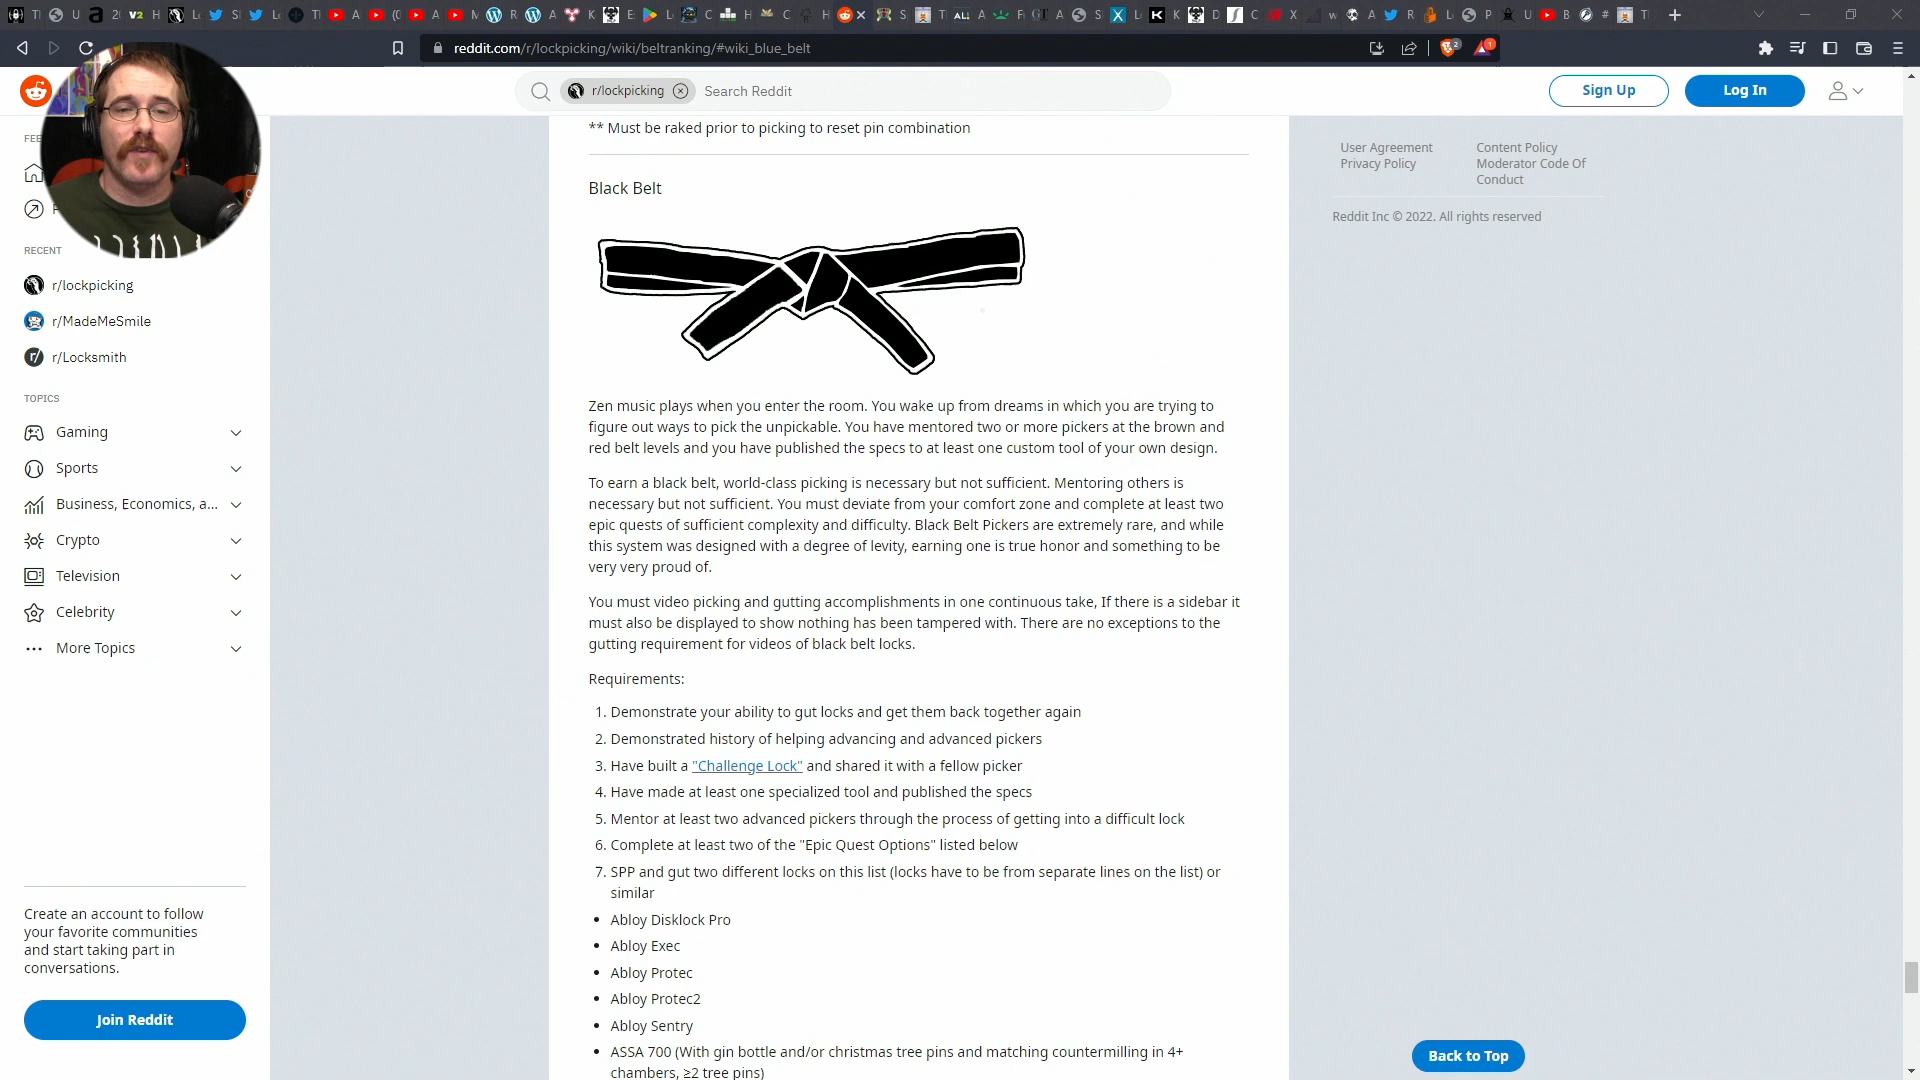 reddit.com/r/lockpicking/wiki/beltranking/#wiki_blue_belt
r/lockpicking
Search Reddit
Sign Up
Log In
** Must be raked prior to picking to reset pin combination
User Agreement
Content Policy
Privacy Policy
Moderator Code Of
Conduct
Reddit Inc © 2022. All rights reserved
RECENT
r/lockpicking
r/MadeMeSmile
r/Locksmith
TOPICS
Gaming
Sports
Business, Economics, a...
Crypto
Television
Celebrity
More Topics
Create an account to follow
your favorite communities
and start taking part in
conversations.
Join Reddit
Black Belt
Zen music plays when you enter the room. You wake up from dreams in which you are trying to
figure out ways to pick the unpickable. You have mentored two or more pickers at the brown and
red belt levels and you have published the specs to at least one custom tool of your own design.
To earn a black belt, world-class picking is necessary but not sufficient. Mentoring others is
necessary but not sufficient. You must deviate from your comfort zone and complete at least two
epic quests of sufficient complexity and difficulty. Black Belt Pickers are extremely rare, and while
this system was designed with a degree of levity, earning one is true honor and something to be
very very proud of.
You must video picking and gutting accomplishments in one continuous take, If there is a sidebar it
must also be displayed to show nothing has been tampered with. There are no exceptions to the
gutting requirement for videos of black belt locks.
Requirements:
1. Demonstrate your ability to gut locks and get them back together again
2. Demonstrated history of helping advancing and advanced pickers
3. Have built a "Challenge Lock" and shared it with a fellow picker
4. Have made at least one specialized tool and published the specs
5. Mentor at least two advanced pickers through the process of getting into a difficult lock
6. Complete at least two of the "Epic Quest Options" listed below
7. SPP and gut two different locks on this list (locks have to be from separate lines on the list) or
similar
• Abloy Disklock Pro
• Abloy Exec
• Abloy Protec
• Abloy Protec2
• Abloy Sentry
• ASSA 700 (With gin bottle and/or christmas tree pins and matching countermilling in 4+
chambers, ≥2 tree pins)
Back to Top